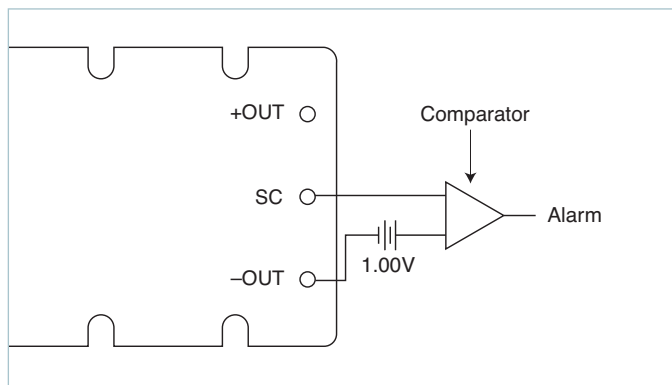 +OUT
Comparator
SC
Alarm
–OUT
1.00V